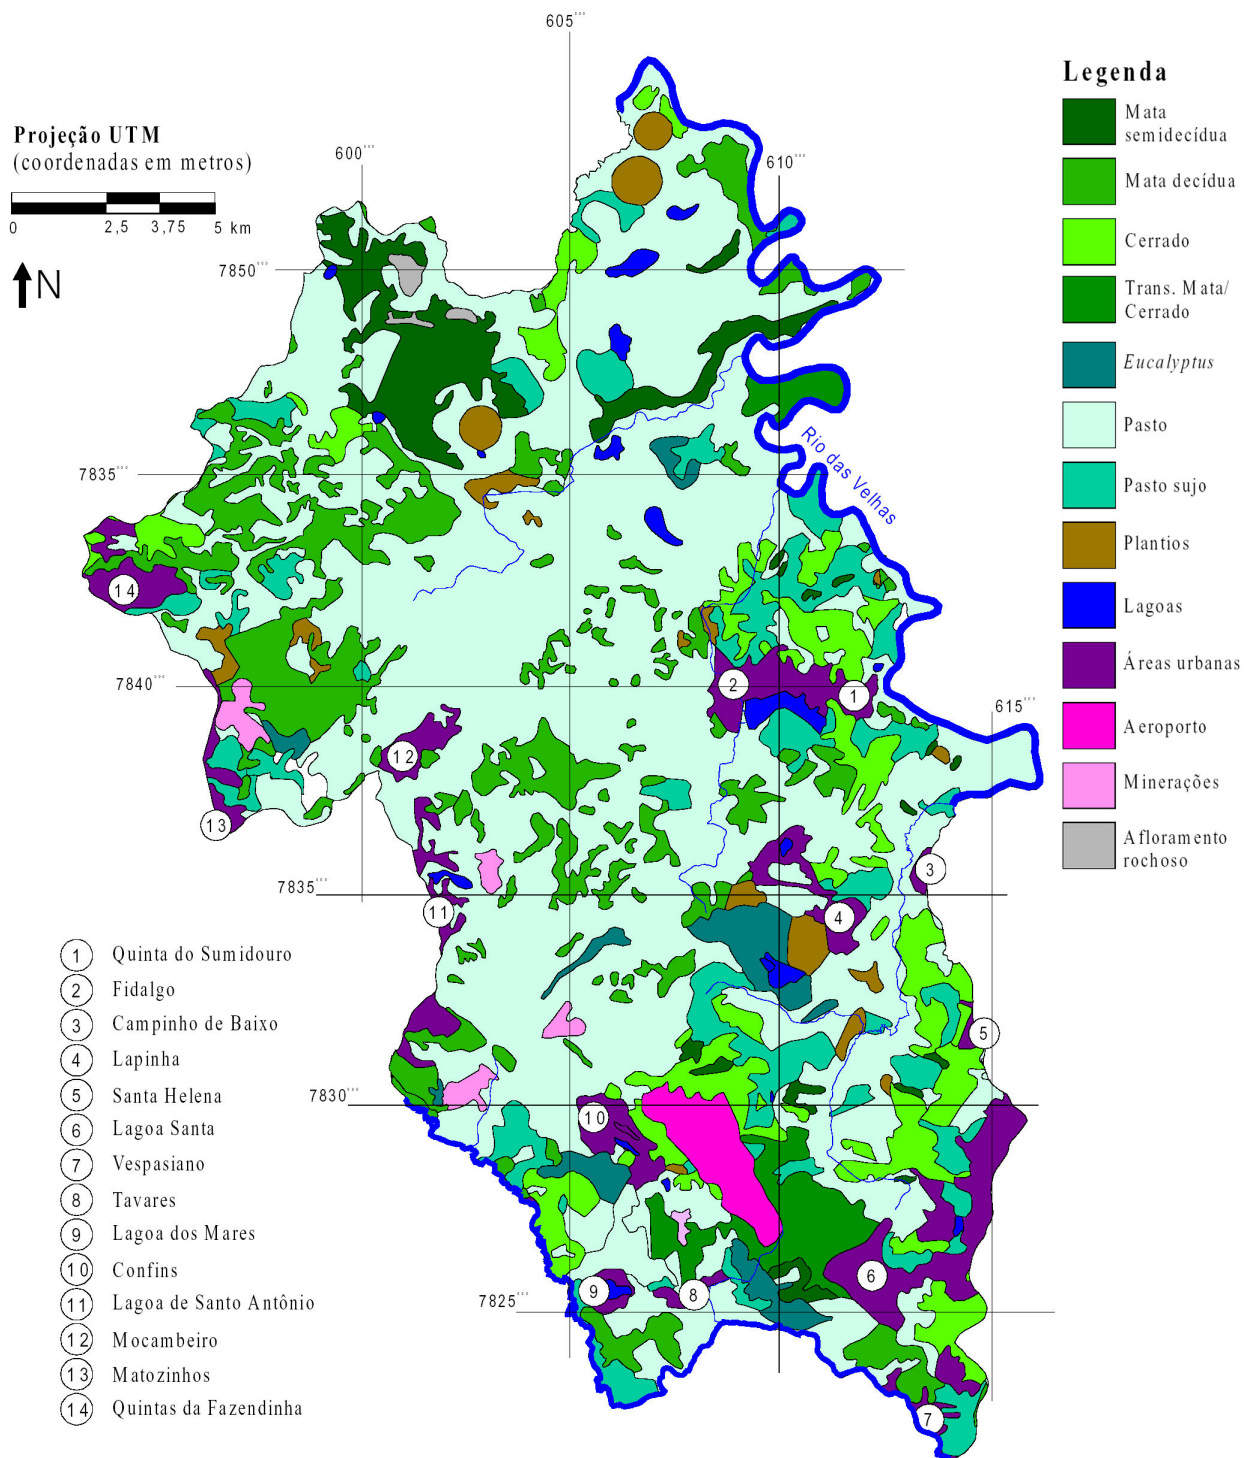 605'''
Projeção UTM
(coordenadas em metros)
0 2,5 3,75 5 km
N
600'''
610'''
7850'''
Rio das Velhas
7835'''
14
7840'''
2
1
615'''
12
13
3
7835'''
11
4
5
7830'''
10
6
9
8
7825'''
7
Legenda
Mata
semidecídua
Mata decídua
Cerrado
Trans. Mata/
Cerrado
Eucalyptus
Pasto
Pasto sujo
Plantios
Lagoas
Áreas urbanas
Aeroporto
Minerações
Afloramento
rochoso
1 Quinta do Sumidouro
2 Fidalgo
3 Campinho de Baixo
4 Lapinha
5 Santa Helena
6 Lagoa Santa
7 Vespasiano
8 Tavares
9 Lagoa dos Mares
10 Confins
11 Lagoa de Santo Antônio
12 Mocambeiro
13 Matozinhos
14 Quintas da Fazendinha